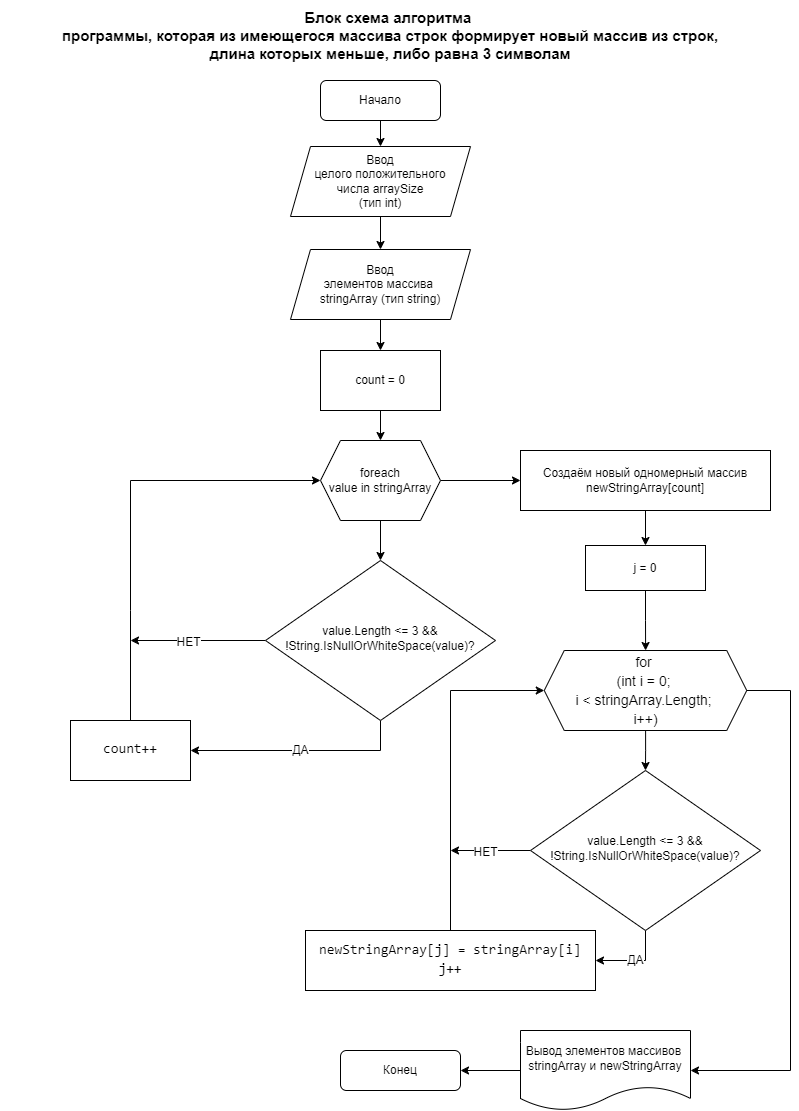 Блок схема алгоритма
программы, которая из имеющегося массива строк формирует новый массив из строк,
длина которых меньше, либо равна 3 символам
Начало
Ввод
целого положительного
числа arraySize
(тип int)
Ввод
элементов массива
stringArray (тип string)
count = 0
foreach
value in stringArray
Создаём новый одномерный массив
newStringArray[count]
j = 0
value.Length <= 3 &&
!String.IsNullOrWhiteSpace(value)?
НЕТ
ДА
count++
for
(int i = 0;
i < stringArray.Length;
i++)
value.Length <= 3 &&
!String.IsNullOrWhiteSpace(value)?
НЕТ
ДА
newStringArray[j] = stringArray[i]
j++
Вывод элементов массивов
stringArray и newStringArray
Конец